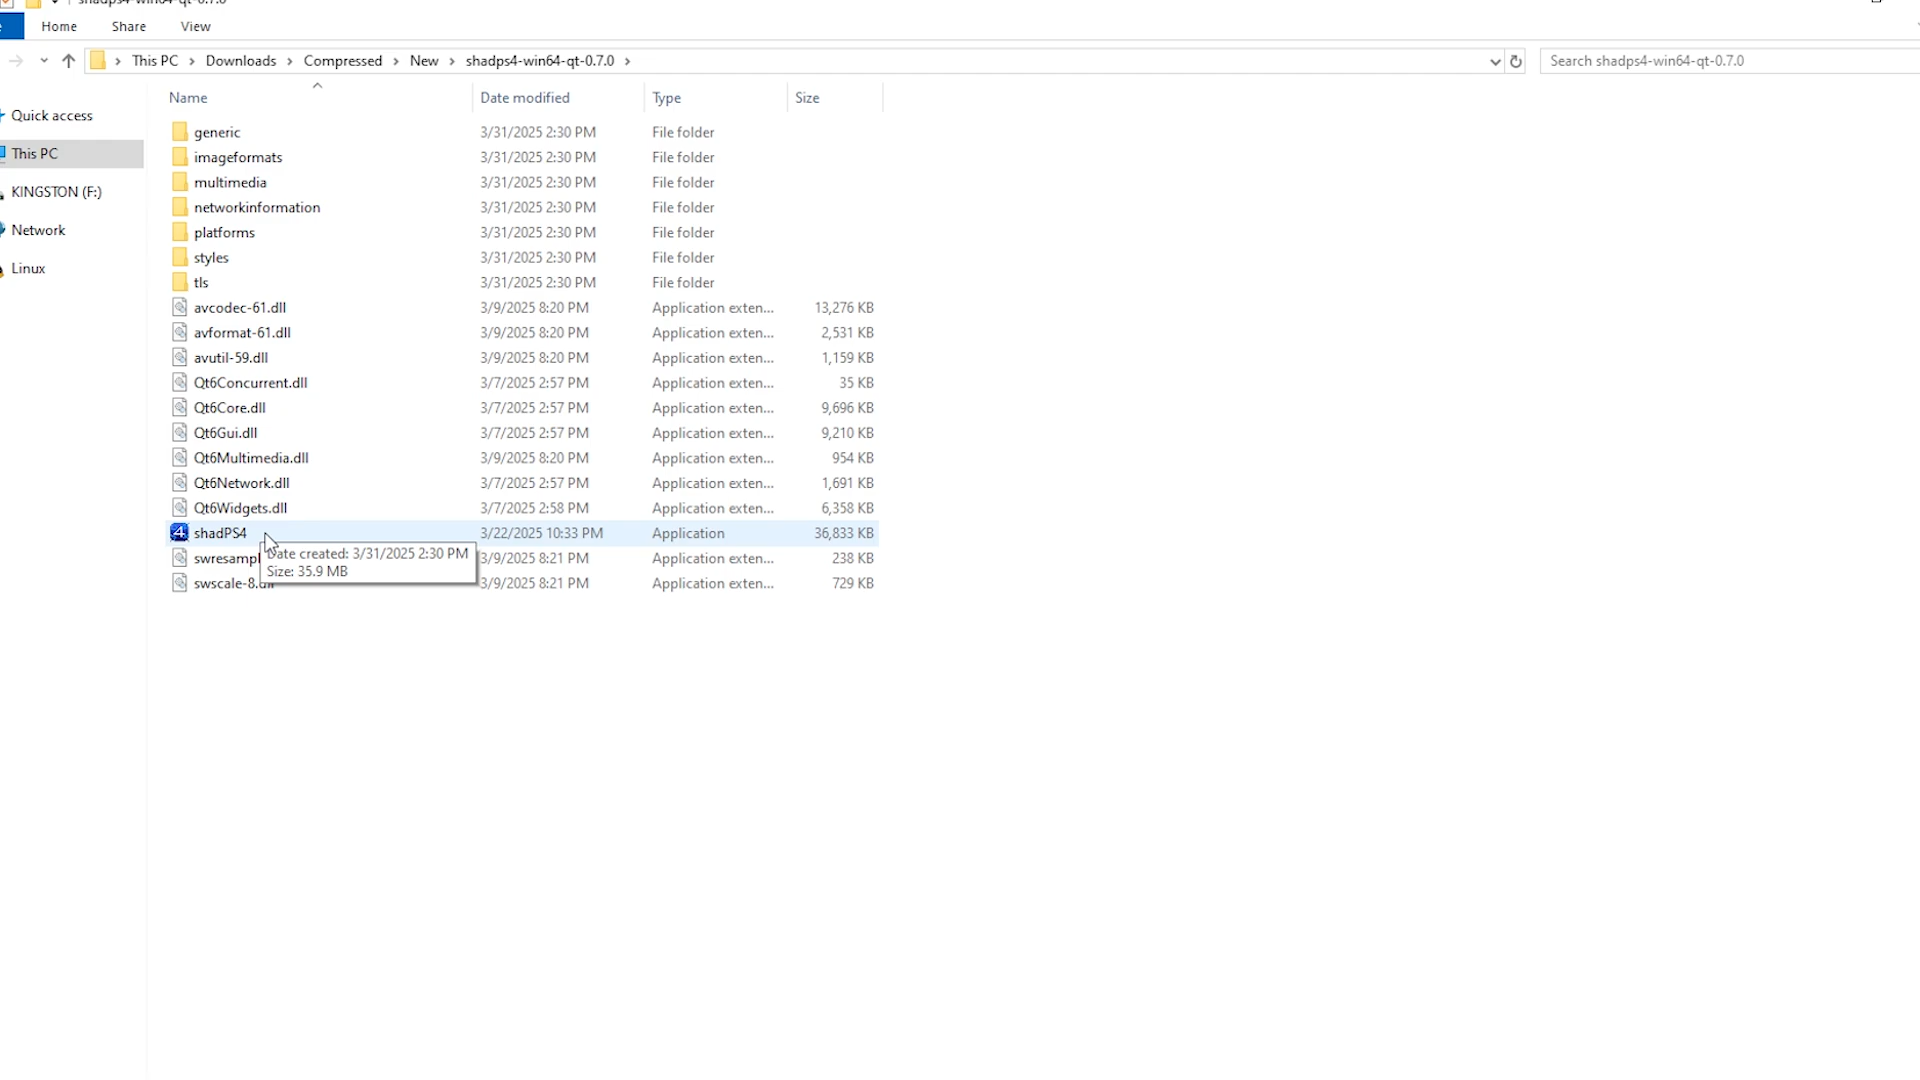 shadps4-win64-qt-0.7.0
Home Share View
This PC Downloads Compressed New shadps4-win64-qt-0.7.0
Search shadps4-win64-qt-0.7.0
Name Date modified Type Size
Quick access
This PC
KINGSTON (F:)
Network
Linux
generic 3/31/2025 2:30 PM File folder
imageformats 3/31/2025 2:30 PM File folder
multimedia 3/31/2025 2:30 PM File folder
networkinformation 3/31/2025 2:30 PM File folder
platforms 3/31/2025 2:30 PM File folder
styles 3/31/2025 2:30 PM File folder
tls 3/31/2025 2:30 PM File folder
avcodec-61.dll 3/9/2025 8:20 PM Application exten... 13,276 KB
avformat-61.dll 3/9/2025 8:20 PM Application exten... 2,531 KB
avutil-59.dll 3/9/2025 8:20 PM Application exten... 1,159 KB
Qt6Concurrent.dll 3/7/2025 2:57 PM Application exten... 35 KB
Qt6Core.dll 3/7/2025 2:57 PM Application exten... 9,696 KB
Qt6Gui.dll 3/7/2025 2:57 PM Application exten... 9,210 KB
Qt6Multimedia.dll 3/9/2025 8:20 PM Application exten... 954 KB
Qt6Network.dll 3/7/2025 2:57 PM Application exten... 1,691 KB
Qt6Widgets.dll 3/7/2025 2:58 PM Application exten... 6,358 KB
shadPS4 3/22/2025 10:33 PM Application 36,833 KB
swresampl 3/9/2025 8:21 PM Application exten... 238 KB
swscale-8.dll 3/9/2025 8:21 PM Application exten... 729 KB
Date created: 3/31/2025 2:30 PM
Size: 35.9 MB